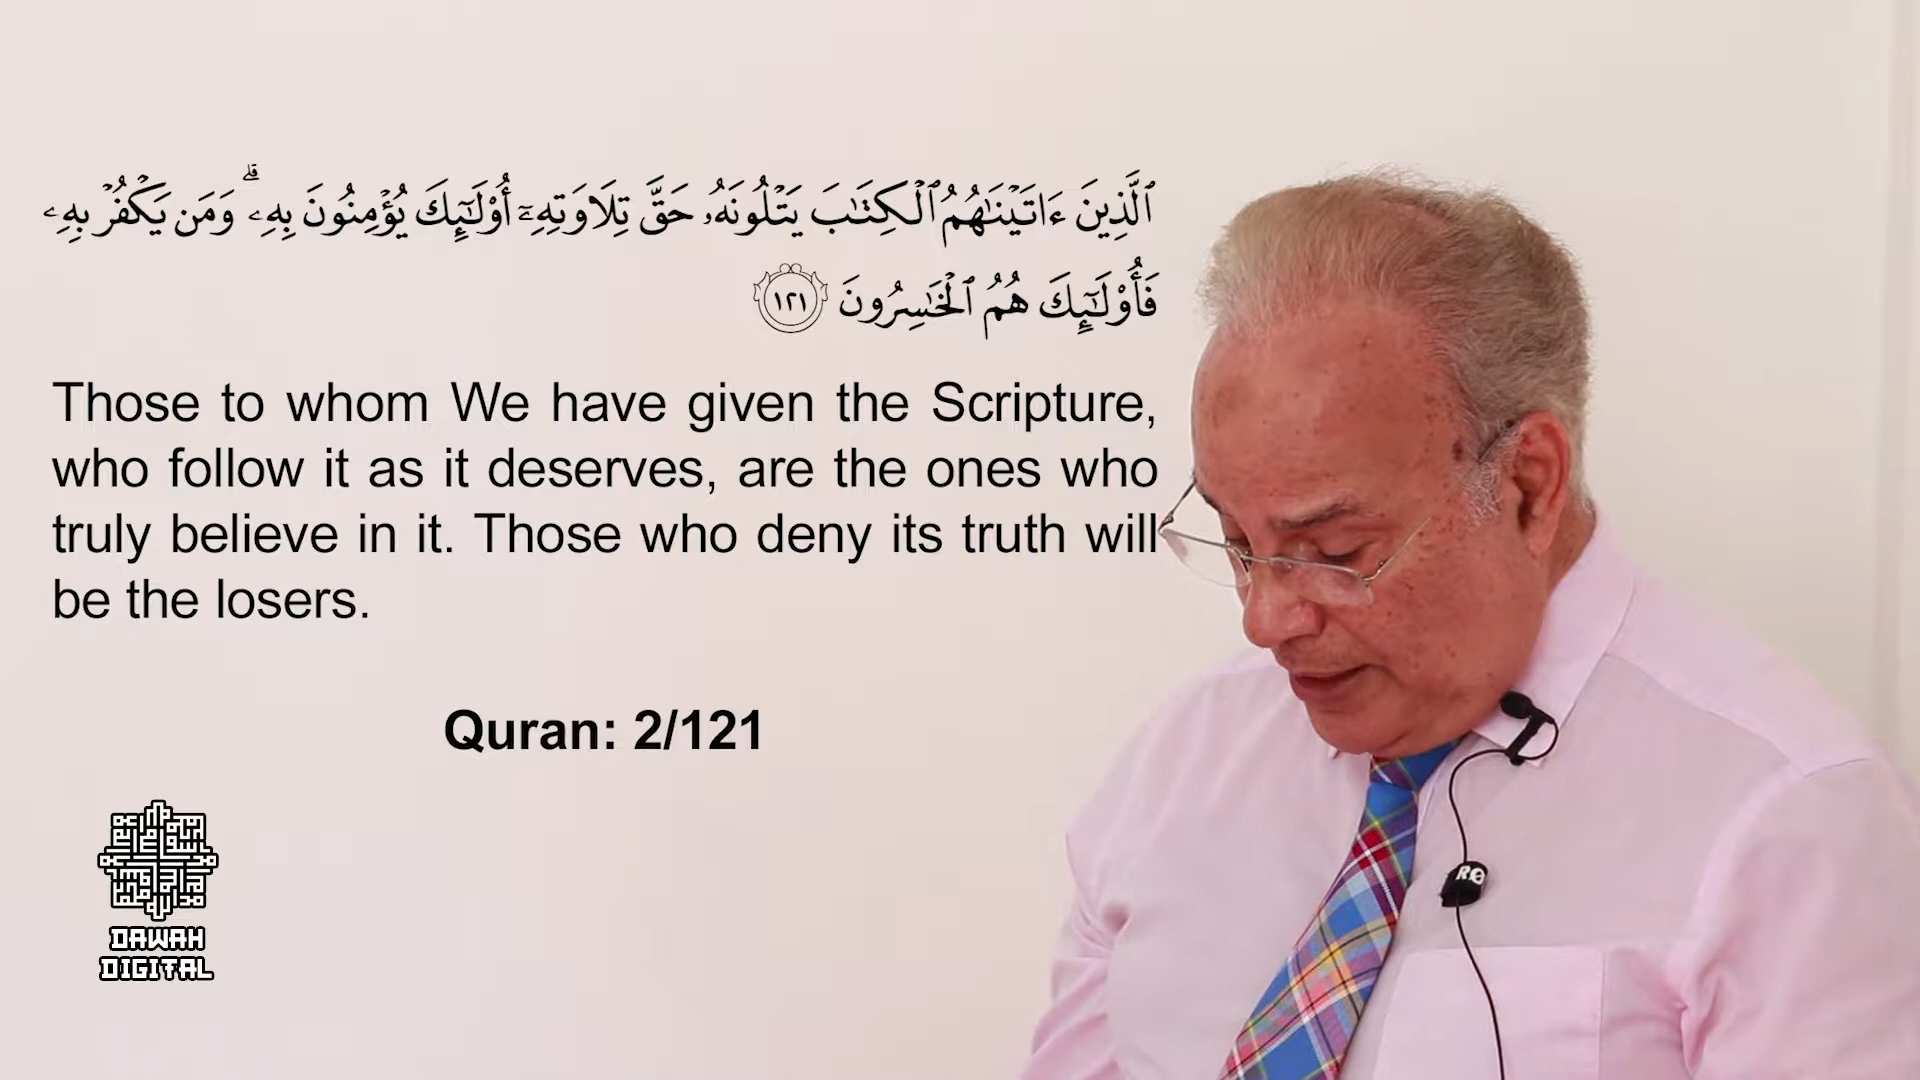 ٱلَّذِينَ ءَاتَيْنَٰهُمُ ٱلْكِتَٰبَ يَتْلُونَهُۥ حَقَّ تِلَاوَتِهِۦٓ أُو۟لَٰٓئِكَ يُؤْمِنُونَ بِهِۦ ۗ وَمَن يَكْفُرْ بِهِۦ
فَأُو۟لَٰٓئِكَ هُمُ ٱلْخَٰسِرُونَ ١٢١
Those to whom We have given the Scripture,
who follow it as it deserves, are the ones who
truly believe in it. Those who deny its truth will
be the losers.
Quran: 2/121
DAWAH
DIGITAL